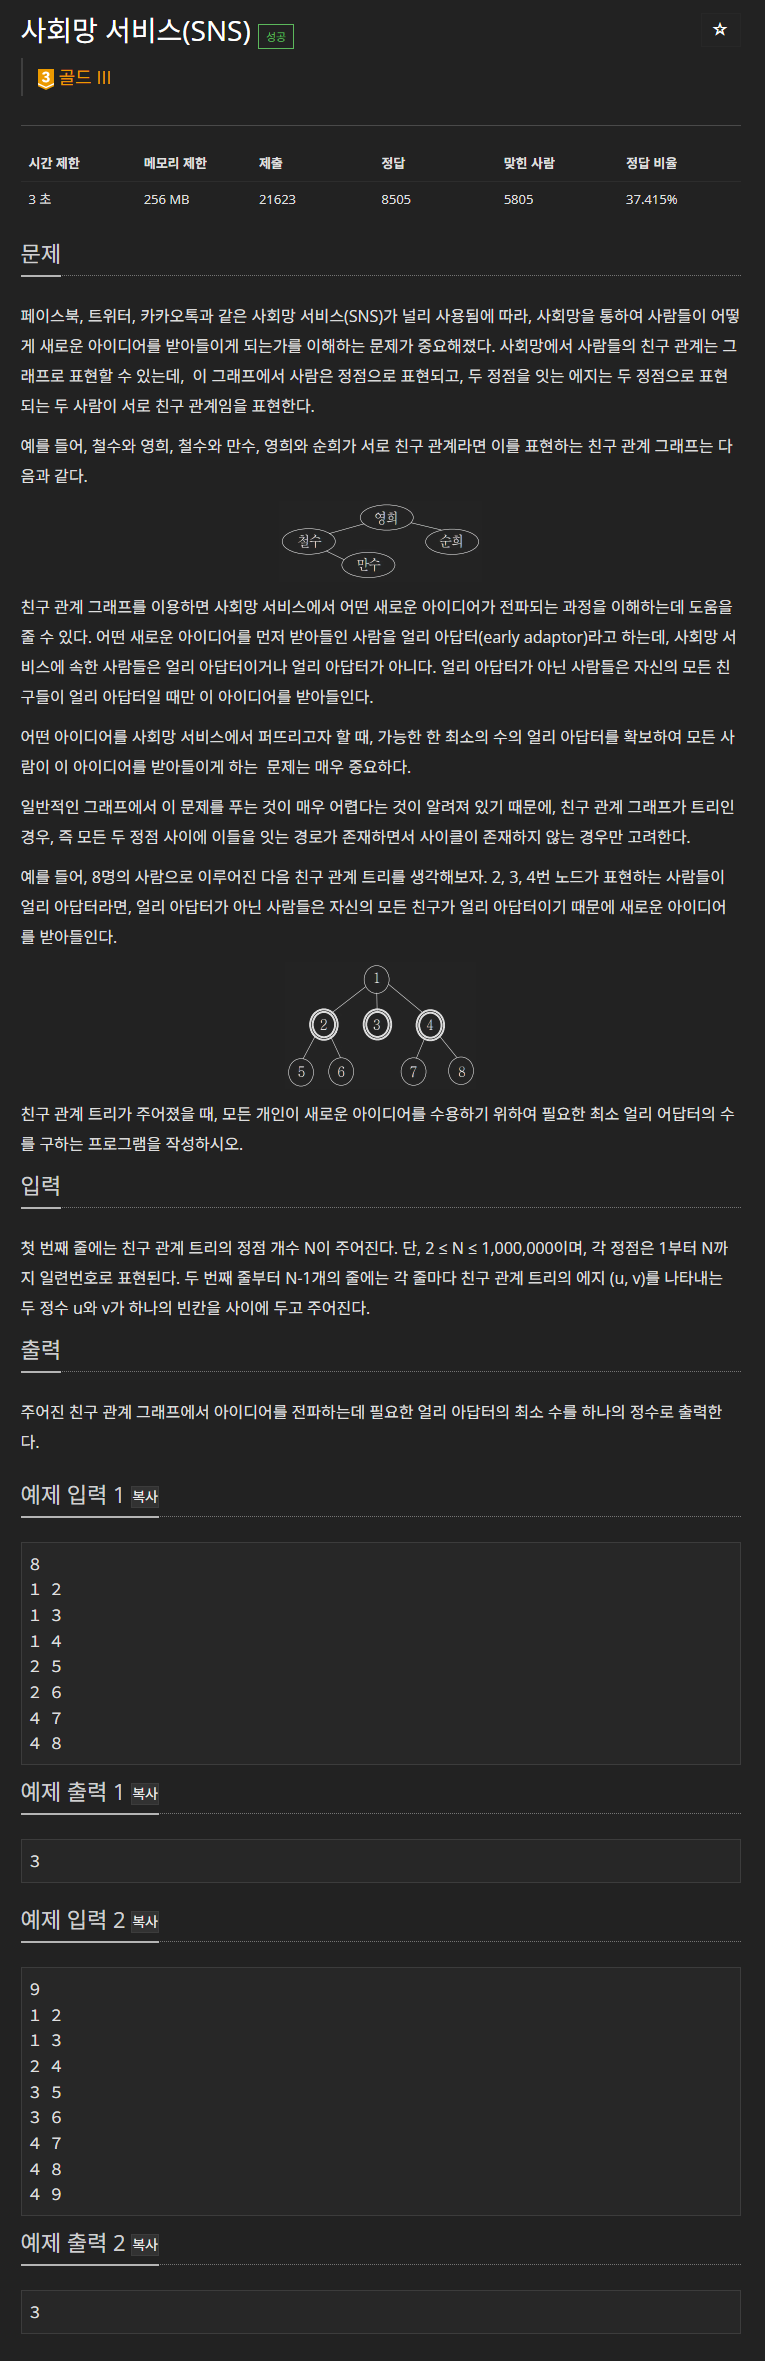 사회망 서비스(SNS) 성공
☆
3 골드 III
시간 제한 메모리 제한 제출 정답 맞힌 사람 정답 비율
3 초 256 MB 21623 8505 5805 37.415%
문제
페이스북, 트위터, 카카오톡과 같은 사회망 서비스(SNS)가 널리 사용됨에 따라, 사회망을 통하여 사람들이 어떻
게 새로운 아이디어를 받아들이게 되는가를 이해하는 문제가 중요해졌다. 사회망에서 사람들의 친구 관계는 그
래프로 표현할 수 있는데,  이 그래프에서 사람은 정점으로 표현되고, 두 정점을 잇는 에지는 두 정점으로 표현
되는 두 사람이 서로 친구 관계임을 표현한다.
예를 들어, 철수와 영희, 철수와 만수, 영희와 순희가 서로 친구 관계라면 이를 표현하는 친구 관계 그래프는 다
음과 같다.
영희
철수 순희
만수
친구 관계 그래프를 이용하면 사회망 서비스에서 어떤 새로운 아이디어가 전파되는 과정을 이해하는데 도움을
줄 수 있다. 어떤 새로운 아이디어를 먼저 받아들인 사람을 얼리 아답터(early adaptor)라고 하는데, 사회망 서
비스에 속한 사람들은 얼리 아답터이거나 얼리 아답터가 아니다. 얼리 아답터가 아닌 사람들은 자신의 모든 친
구들이 얼리 아답터일 때만 이 아이디어를 받아들인다.
어떤 아이디어를 사회망 서비스에서 퍼뜨리고자 할 때, 가능한 한 최소의 수의 얼리 아답터를 확보하여 모든 사
람이 이 아이디어를 받아들이게 하는  문제는 매우 중요하다.
일반적인 그래프에서 이 문제를 푸는 것이 매우 어렵다는 것이 알려져 있기 때문에, 친구 관계 그래프가 트리인
경우, 즉 모든 두 정점 사이에 이들을 잇는 경로가 존재하면서 사이클이 존재하지 않는 경우만 고려한다.
예를 들어, 8명의 사람으로 이루어진 다음 친구 관계 트리를 생각해보자. 2, 3, 4번 노드가 표현하는 사람들이
얼리 아답터라면, 얼리 아답터가 아닌 사람들은 자신의 모든 친구가 얼리 아답터이기 때문에 새로운 아이디어
를 받아들인다.
1
2 3 4
5 6 7 8
친구 관계 트리가 주어졌을 때, 모든 개인이 새로운 아이디어를 수용하기 위하여 필요한 최소 얼리 어답터의 수
를 구하는 프로그램을 작성하시오.
입력
첫 번째 줄에는 친구 관계 트리의 정점 개수 N이 주어진다. 단, 2 ≤ N ≤ 1,000,000이며, 각 정점은 1부터 N까
지 일련번호로 표현된다. 두 번째 줄부터 N-1개의 줄에는 각 줄마다 친구 관계 트리의 에지 (u, v)를 나타내는
두 정수 u와 v가 하나의 빈칸을 사이에 두고 주어진다.
출력
주어진 친구 관계 그래프에서 아이디어를 전파하는데 필요한 얼리 아답터의 최소 수를 하나의 정수로 출력한
다.
예제 입력 1 복사
8
1 2
1 3
1 4
2 5
2 6
4 7
4 8
예제 출력 1 복사
3
예제 입력 2 복사
9
1 2
1 3
2 4
3 5
3 6
4 7
4 8
4 9
예제 출력 2 복사
3